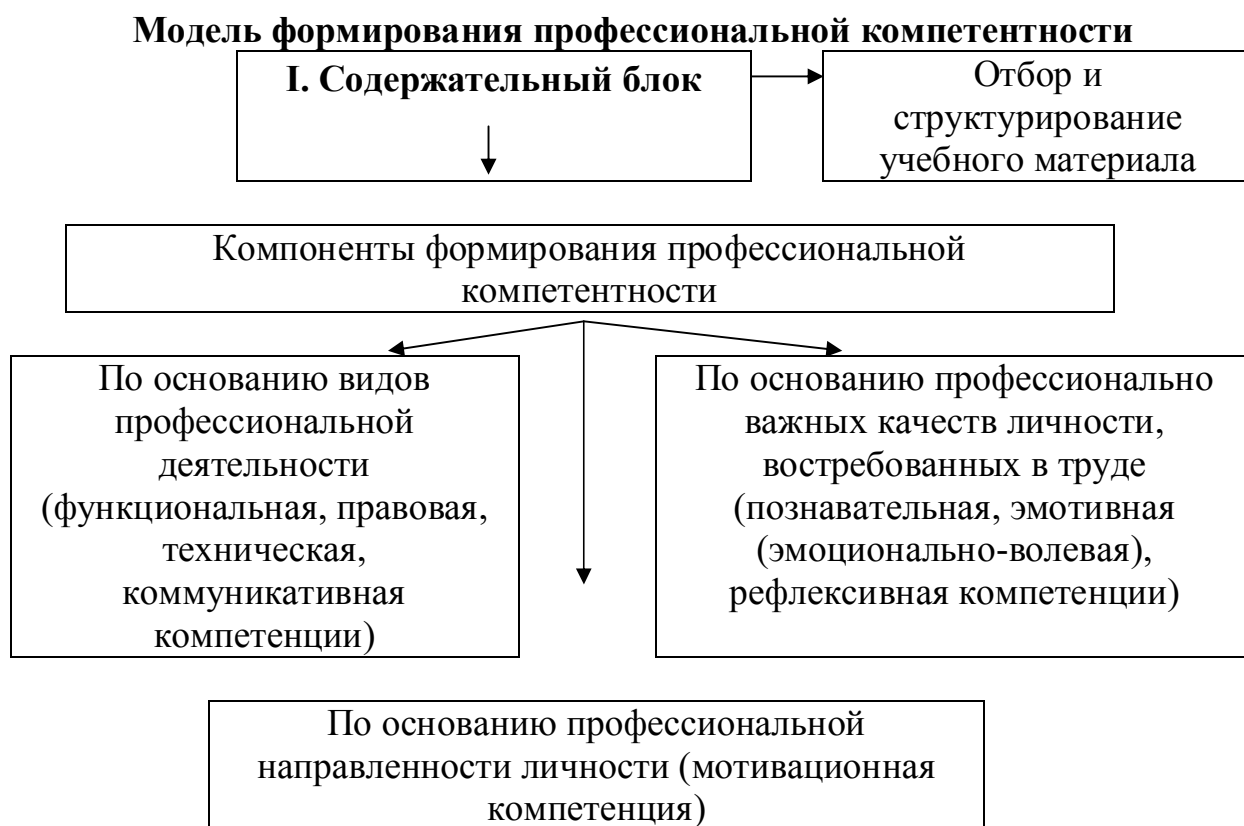 Модель формирования профессиональной компетентности
I. Содержательный блок
Отбор и
структурирование
учебного материала
Компоненты формирования профессиональной
компетентности
По основанию видов
профессиональной
деятельности
(функциональная, правовая,
техническая,
коммуникативная
компетенции)
По основанию профессионально
важных качеств личности,
востребованных в труде
(познавательная, эмотивная
(эмоционально-волевая),
рефлексивная компетенции)
По основанию профессиональной
направленности личности (мотивационная
компетенция)